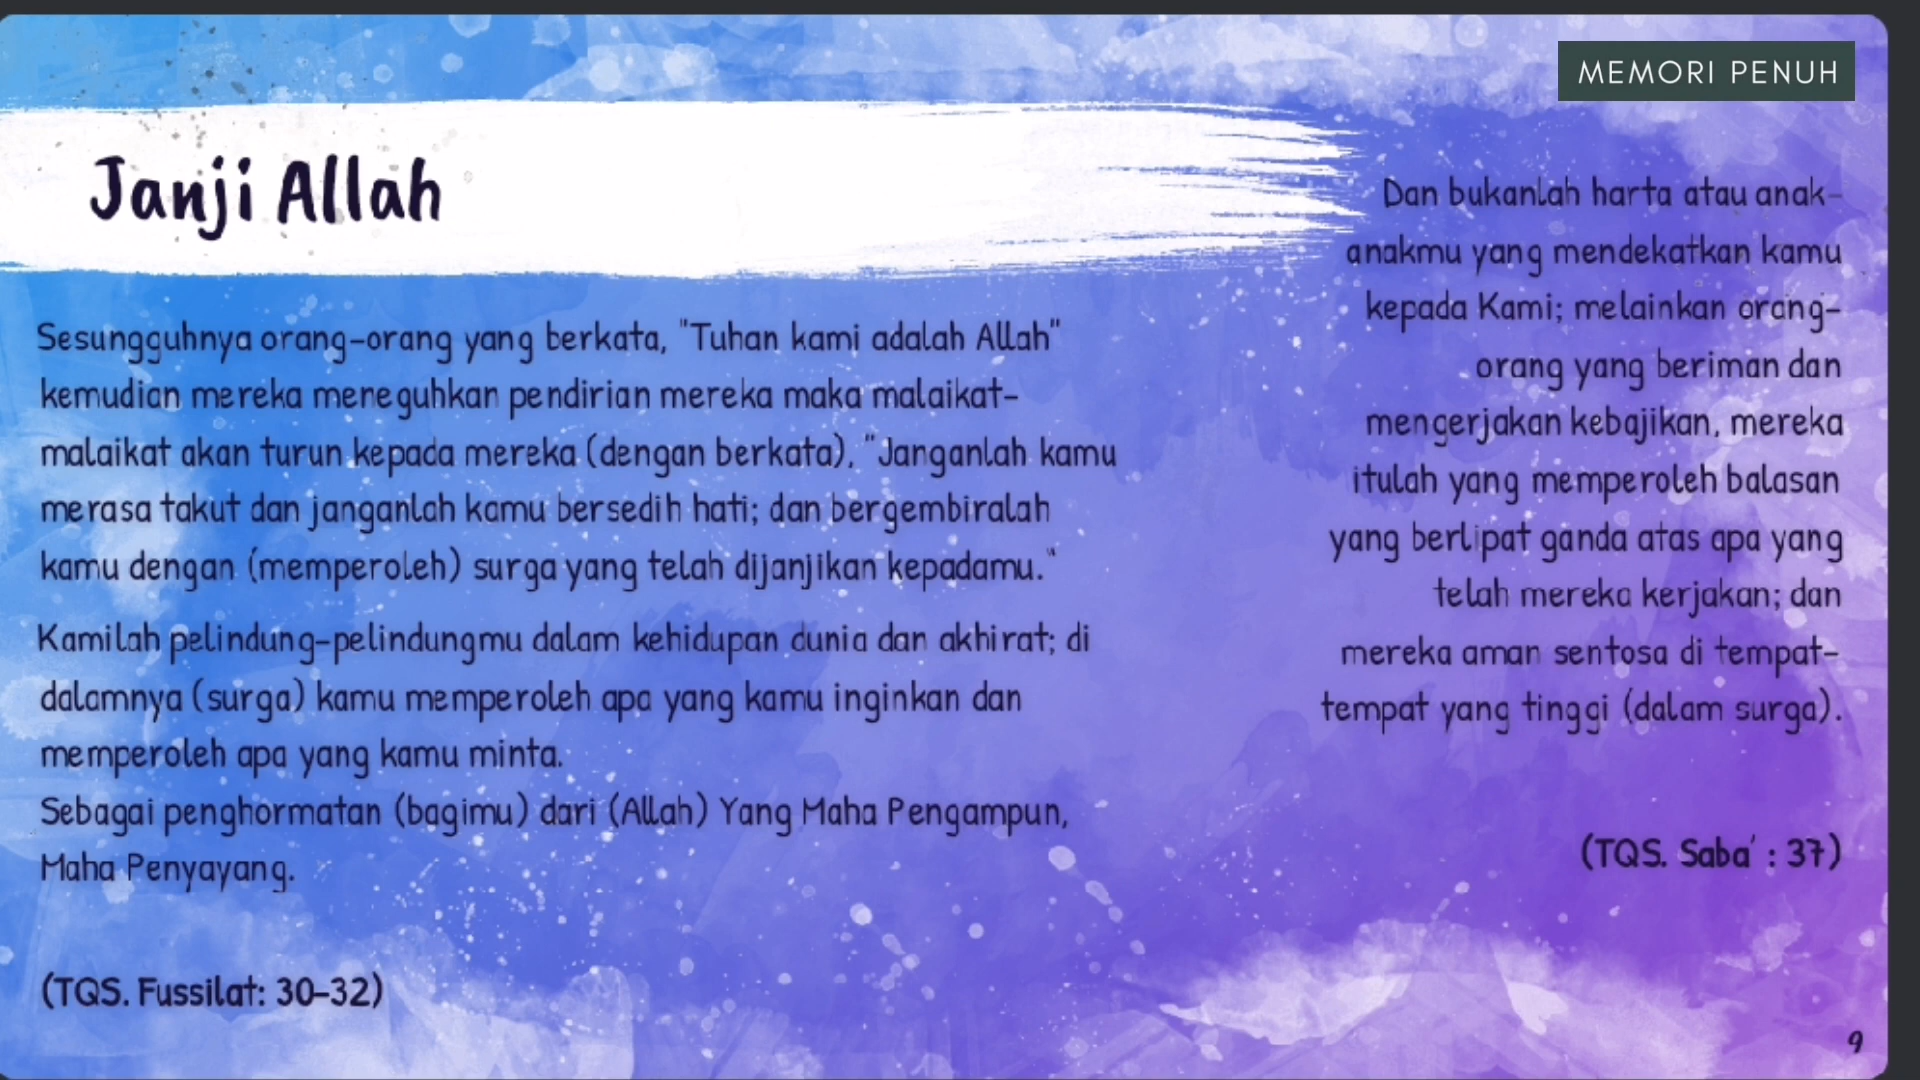 MEMORI PENUH
Janji Allah
Sesungguhnya orang-orang yang berkata, "Tuhan kami adalah Allah"
kemudian mereka meneguhkan pendirian mereka maka malaikat-
malaikat akan turun kepada mereka (dengan berkata), "Janganlah kamu
merasa takut dan janganlah kamu bersedih hati; dan bergembiralah
kamu dengan (memperoleh) surga yang telah dijanjikan kepadamu."
Kamilah pelindung-pelindungmu dalam kehidupan dunia dan akhirat; di
dalamnya (surga) kamu memperoleh apa yang kamu inginkan dan
memperoleh apa yang kamu minta.
Sebagai penghormatan (bagimu) dari (Allah) Yang Maha Pengampun,
Maha Penyayang.
(TQS. Fussilat: 30-32)
Dan bukanlah harta atau anak-
anakmu yang mendekatkan kamu
kepada Kami; melainkan orang-
orang yang beriman dan
mengerjakan kebajikan, mereka
itulah yang memperoleh balasan
yang berlipat ganda atas apa yang
telah mereka kerjakan; dan
mereka aman sentosa di tempat-
tempat yang tinggi (dalam surga).
(TQS. Saba' : 37)
9